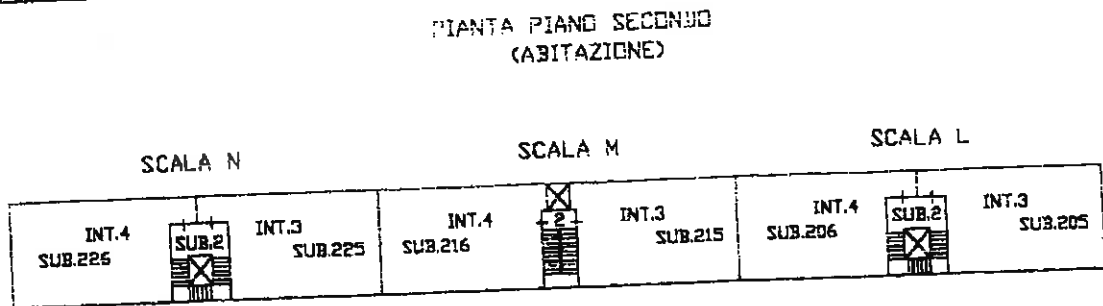 PIANTA PIANO SECONDO
(ABITAZIONE)
SCALA N SCALA M SCALA L
INT.4 SUB.2 INT.3 INT.4 2 INT.3 INT.4 SUB.2 INT.3
SUB.226 SUB.225 SUB.216 SUB.215 SUB.206 SUB.205